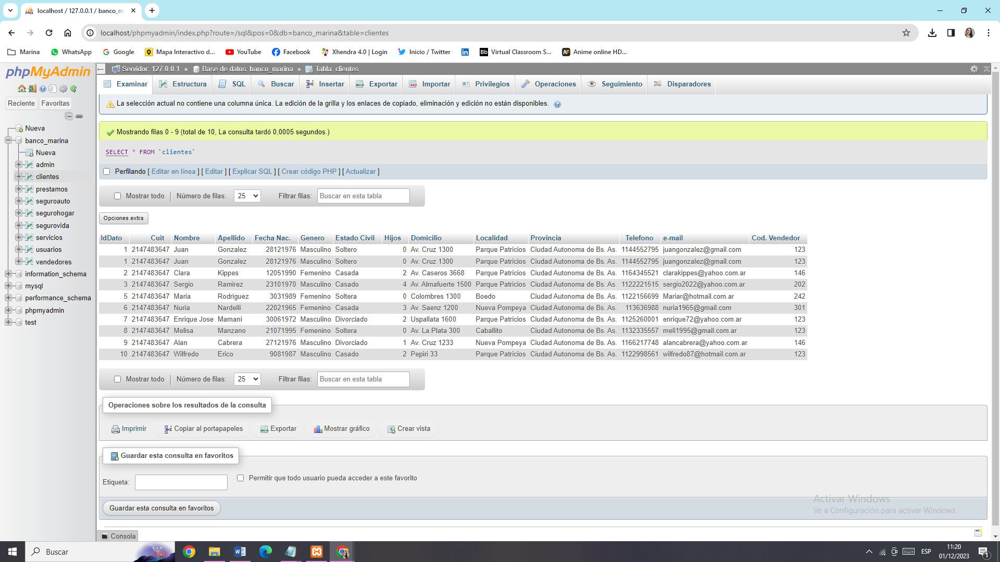 localhost / 127.0.0.1 / banco_m
localhost/phpmyadmin/index.php?route=/sql&pos=0&db=banco_marina&table=clientes
Marina WhatsApp Google Mapa Interactivo d... YouTube Facebook Xhendra 4.0 | Login Inicio / Twitter Virtual Classroom S... Anime online HD...
phpMyAdmin
Reciente Favoritas
Nueva
banco_marina
Nueva
admin
clientes
prestamos
seguroauto
segurohogar
segurovida
servicios
usuarios
vendedores
information_schema
mysql
performance_schema
phpmyadmin
test
Servidor: 127.0.0.1 » Base de datos: banco_marina » Tabla: clientes
Examinar Estructura SQL Buscar Insertar Exportar Importar Privilegios Operaciones Seguimiento Disparadores
La selección actual no contiene una columna única. La edición de la grilla y los enlaces de copiado, eliminación y edición no están disponibles.
Mostrando filas 0 - 9 (total de 10, La consulta tardó 0,0005 segundos.)
SELECT * FROM `clientes`
Perfilando [ Editar en línea ] [ Editar ] [ Explicar SQL ] [ Crear código PHP ] [ Actualizar ]
Mostrar todo Número de filas: 25 Filtrar filas: Buscar en esta tabla
Opciones extra
IdDato Cuit Nombre Apellido Fecha Nac. Genero Estado Civil Hijos Domicilio Localidad Provincia Telefono e-mail Cod. Vendedor
1 2147483647 Juan Gonzalez 28121976 Masculino Soltero 0 Av. Cruz 1300 Parque Patricios Ciudad Autonoma de Bs. As. 1144552795 juangonzalez@gmail.com 123
1 2147483647 Juan Gonzalez 28121976 Masculino Soltero 0 Av. Cruz 1300 Parque Patricios Ciudad Autonoma de Bs. As. 1144552795 juangonzalez@gmail.com 123
2 2147483647 Clara Kippes 12051990 Femenino Casada 2 Av. Caseros 3668 Parque Patricios Ciudad Autonoma de Bs. As. 1164345521 clarakippes@yahoo.com.ar 146
3 2147483647 Sergio Ramirez 23101970 Masculino Casado 4 Av. Almafuerte 1500 Parque Patricios Ciudad Autonoma de Bs. As. 1122221515 sergio2022@yahoo.com.ar 202
5 2147483647 Maria Rodriguez 3031989 Femenino Soltera 0 Colombres 1300 Boedo Ciudad Autonoma de Bs. As. 1122156699 Mariar@hotmail.com.ar 242
6 2147483647 Nuria Nardelli 22021965 Femenino Casada 3 Av. Saenz 1200 Nueva Pompeya Ciudad Autonoma de Bs. As. 113636988 nuria1965@gmail.com 301
7 2147483647 Enrique Jose Mamani 30061972 Masculino Divorciado 2 Uspallata 1600 Parque Patricios Ciudad Autonoma de Bs. As. 1125260001 enrique72@yahoo.com.ar 123
8 2147483647 Melisa Manzano 21071995 Femenino Soltera 0 Av. La Plata 300 Caballito Ciudad Autonoma de Bs. As. 1132335557 meli1995@gmail.com.ar 123
9 2147483647 Alan Cabrera 27121976 Masculino Divorciado 1 Av. Cruz 1233 Nueva Pompeya Ciudad Autonoma de Bs. As. 1166217748 alancabrera@yahoo.com.ar 146
10 2147483647 Wilfredo Erico 9081987 Masculino Casado 2 Pepiri 33 Parque Patricios Ciudad Autonoma de Bs. As. 1122998561 wilfredo87@hotmail.com.ar 123
Mostrar todo Número de filas: 25 Filtrar filas: Buscar en esta tabla
Operaciones sobre los resultados de la consulta
Imprimir Copiar al portapapeles Exportar Mostrar gráfico Crear vista
Guardar esta consulta en favoritos
Etiqueta: Permitir que todo usuario pueda acceder a este favorito
Guardar esta consulta en favoritos
Activar Windows
Ve a Configuración para activar Windows.
Consola
Buscar
ESP
11:20
01/12/2023
1